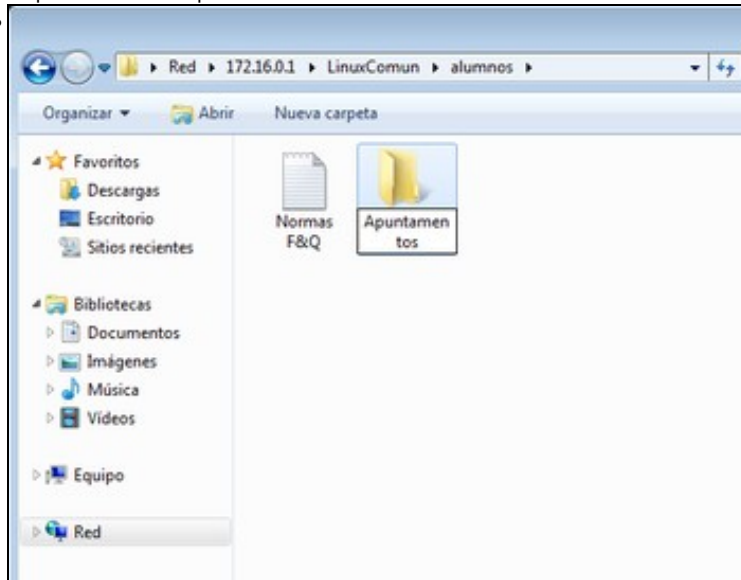 Red ▸ 172.16.0.1 ▸ LinuxComun ▸ alumnos ▸
Organizar Abrir Nueva carpeta
Favoritos
Descargas
Escritorio
Sitios recientes
Bibliotecas
Documentos
Imágenes
Música
Vídeos
Equipo
Red
Normas
F&Q
Apuntamen
tos